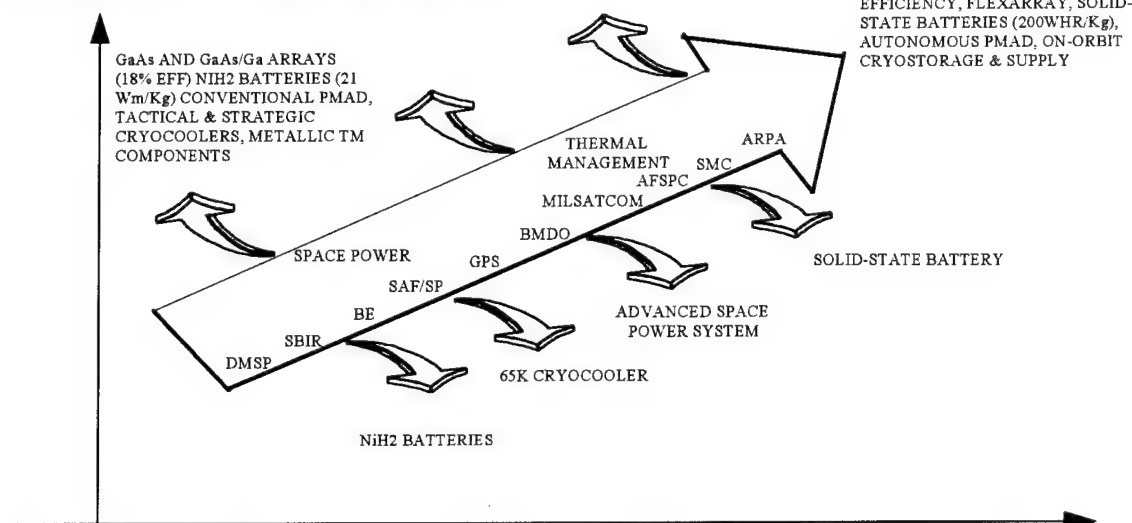 EFFICIENCY, FLEXARRAY, SOLID-
STATE BATTERIES (200WHR/Kg),
AUTONOMOUS PMAD, ON-ORBIT
CRYOSTORAGE & SUPPLY
GaAs AND GaAs/Ga ARRAYS
(18% EFF) NIH2 BATTERIES (21
Wm/Kg) CONVENTIONAL PMAD,
TACTICAL & STRATEGIC
CRYOCOOLERS, METALLIC TM
COMPONENTS
THERMAL
MANAGEMENT
SPACE POWER
ARPA
SMC
AFSPC
MILSATCOM
BMDO
GPS
SAF/SP
BE
SBIR
DMSP
SOLID-STATE BATTERY
ADVANCED SPACE
POWER SYSTEM
65K CRYOCOOLER
NiH2 BATTERIES